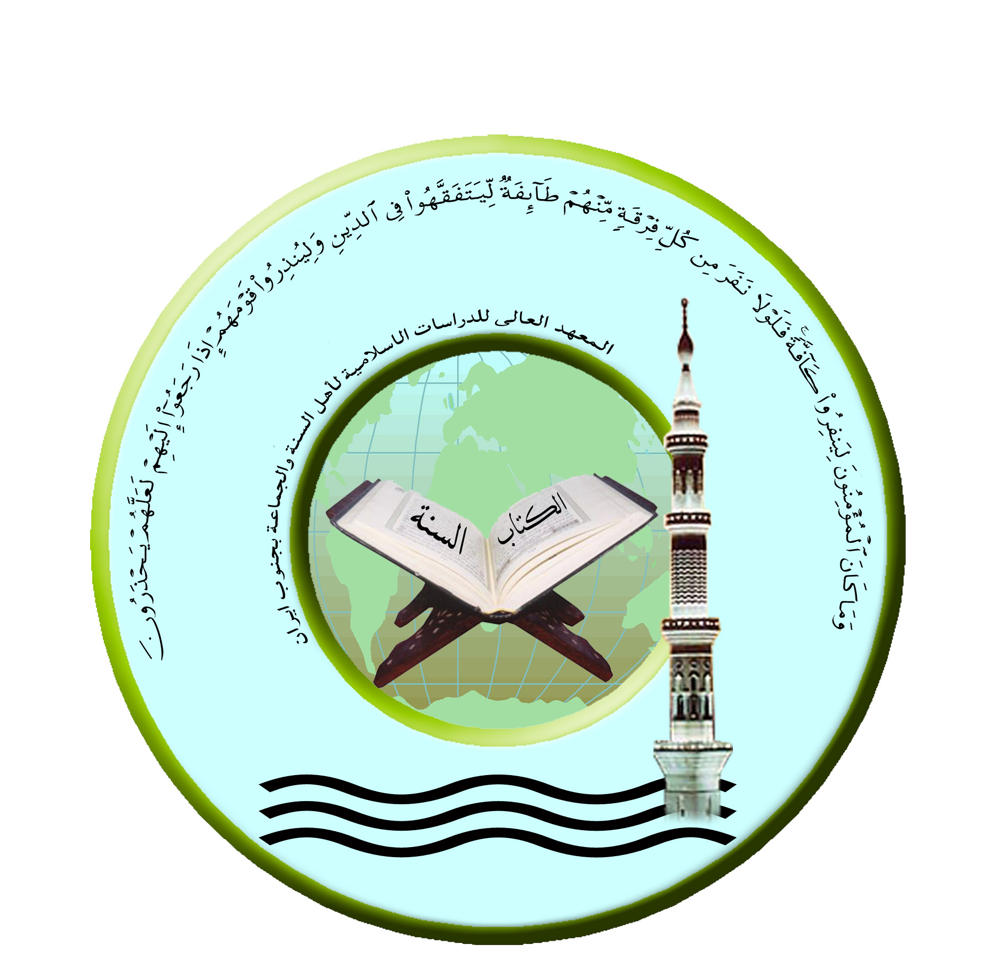 وَمَا كَانَ ٱلْمُؤْمِنُونَ لِيَنفِرُوا۟ كَآفَّةًۚ فَلَوْلَا نَفَرَ مِن كُلِّ فِرْقَةٍ مِّنْهُمْ طَآئِفَةٌ لِّيَتَفَقَّهُوا۟ فِى ٱلدِّينِ وَلِيُنذِرُوا۟ قَوْمَهُمْ إِذَا رَجَعُوٓا۟ إِلَيْهِمْ لَعَلَّهُمْ يَحْذَرُونَ
المعهد العالى للدراسات الاسلامية لأهل السنة والجماعة بجنوب ايران
الكتاب
السنة